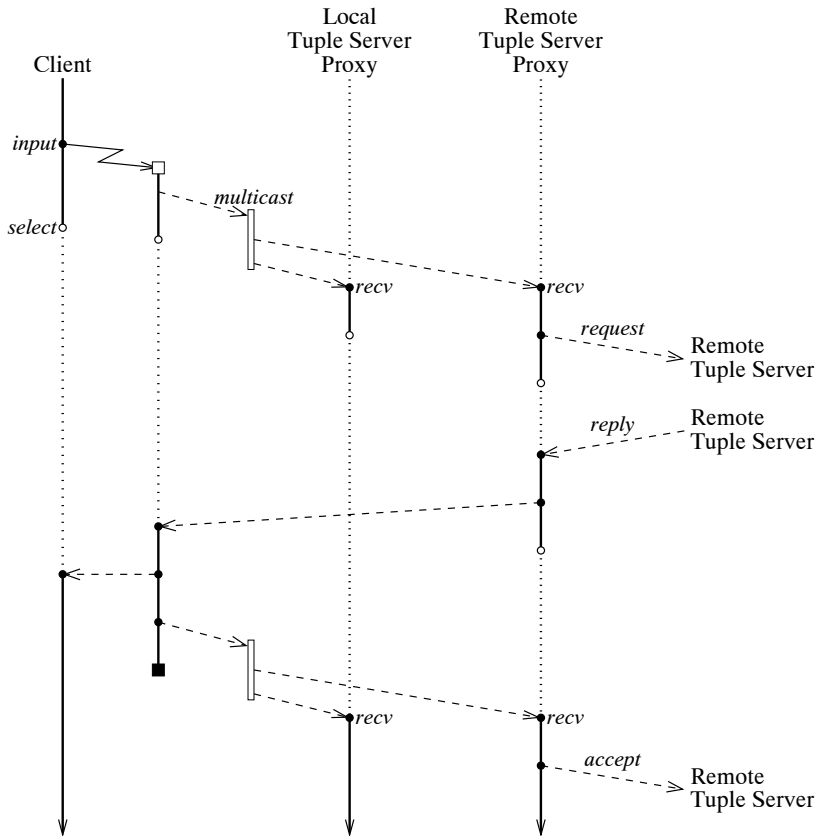 Local
Tuple Server
Proxy
Remote
Tuple Server
Proxy
Client
input
multicast
select
recv
recv
request
Remote
Tuple Server
reply
Remote
Tuple Server
recv
recv
accept
Remote
Tuple Server